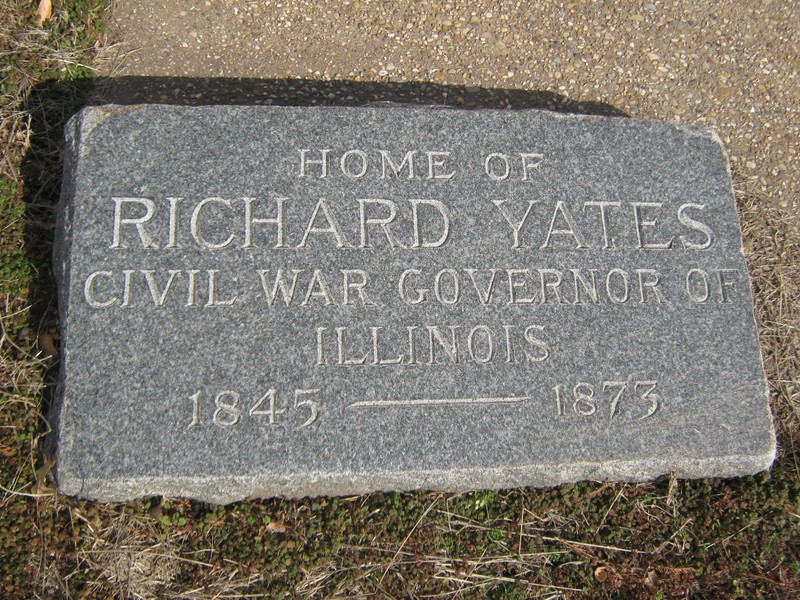 HOME OF
RICHARD YATES
CIVIL WAR GOVERNOR OF
ILLINOIS
1845 — 1873